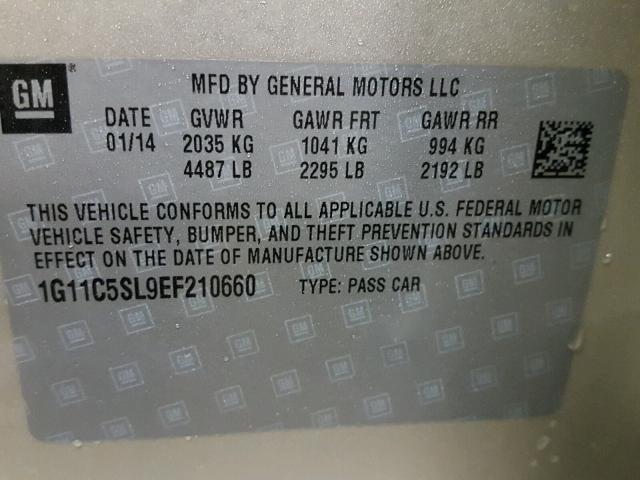 GM ®
MFD BY GENERAL MOTORS LLC
DATE GVWR GAWR FRT GAWR RR
01/14 2035 KG 1041 KG 994 KG
4487 LB 2295 LB 2192 LB
THIS VEHICLE CONFORMS TO ALL APPLICABLE U.S. FEDERAL MOTOR
VEHICLE SAFETY, BUMPER, AND THEFT PREVENTION STANDARDS IN
EFFECT ON THE DATE OF MANUFACTURE SHOWN ABOVE.
1G11C5SL9EF210660 TYPE: PASS CAR